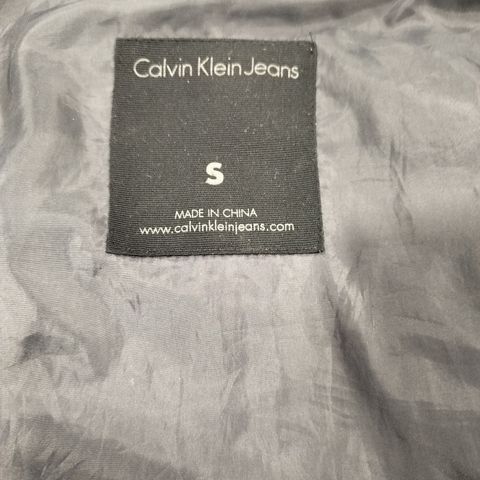 Calvin Klein Jeans
S
MADE IN CHINA
www.calvinkleinjeans.com